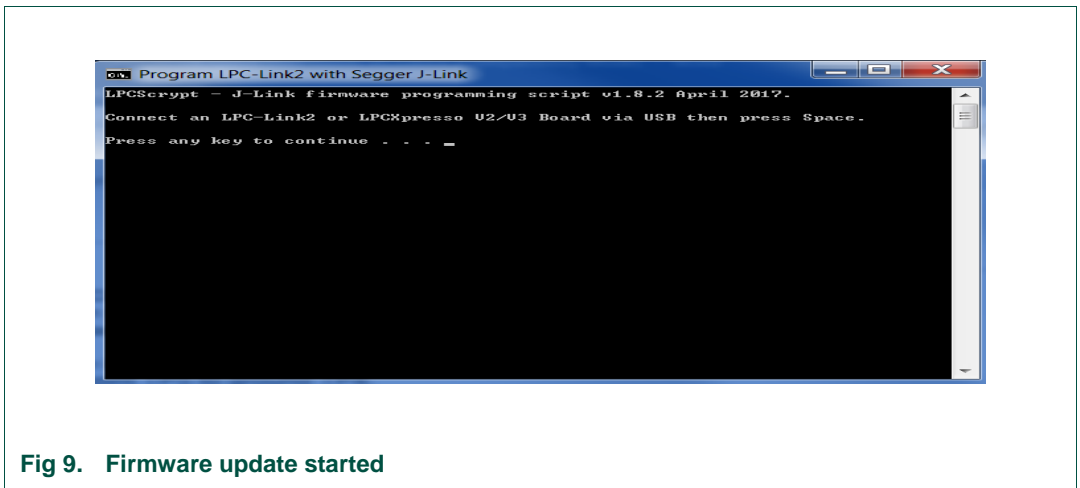 Program LPC-Link2 with Segger J-Link
LPCScrypt - J-Link firmware programming script v1.8.2 April 2017.
Connect an LPC-Link2 or LPCXpresso V2/V3 Board via USB then press Space.
Press any key to continue . . . _
Fig 9. Firmware update started